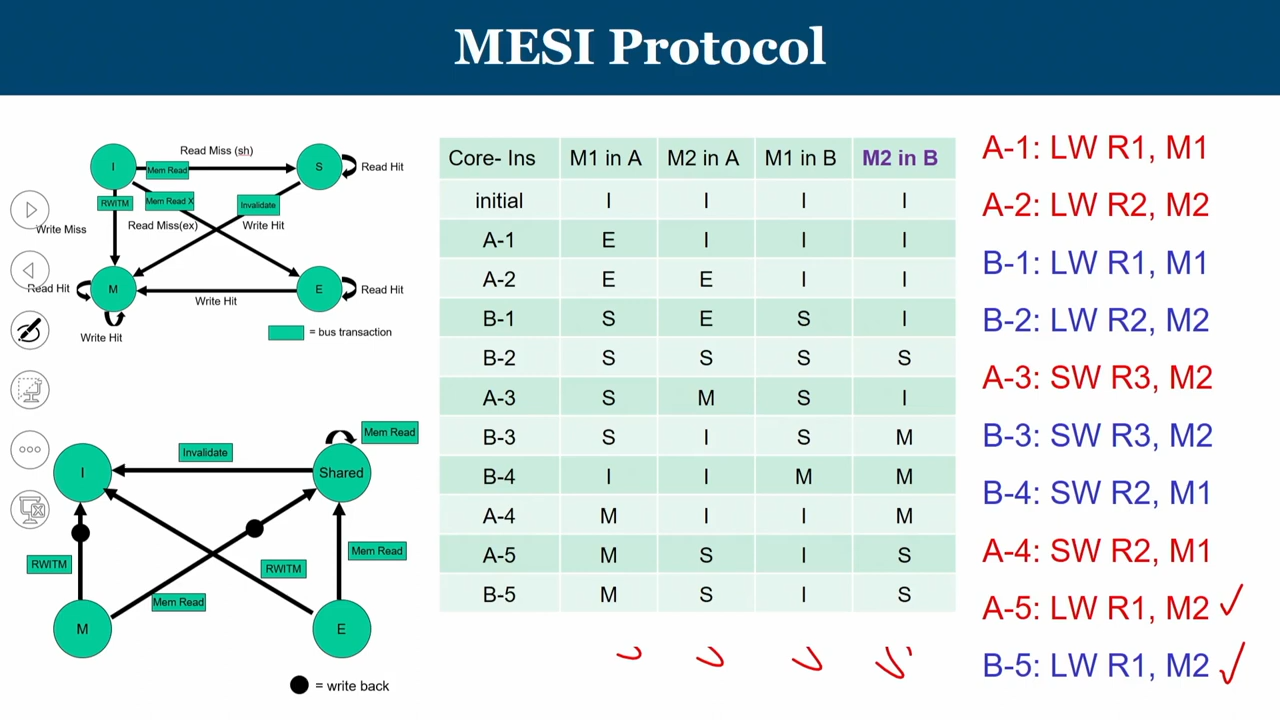 MESI Protocol
Read Miss (sh)
I
Mem Read
S
Read Hit
RWITM
Mem Read X
Invalidate
Write Miss
Read Miss(ex)
Write Hit
Read Hit
M
E
Read Hit
Write Hit
Write Hit
= bus transaction
Mem Read
Invalidate
I
Shared
RWITM
RWITM
Mem Read
Mem Read
M
E
= write back
Core- Ins M1 in A M2 in A M1 in B M2 in B
initial I I I I
A-1 E I I I
A-2 E E I I
B-1 S E S I
B-2 S S S S
A-3 S M S I
B-3 S I S M
B-4 I I M M
A-4 M I I M
A-5 M S I S
B-5 M S I S
A-1: LW R1, M1
A-2: LW R2, M2
B-1: LW R1, M1
B-2: LW R2, M2
A-3: SW R3, M2
B-3: SW R3, M2
B-4: SW R2, M1
A-4: SW R2, M1
A-5: LW R1, M2
B-5: LW R1, M2